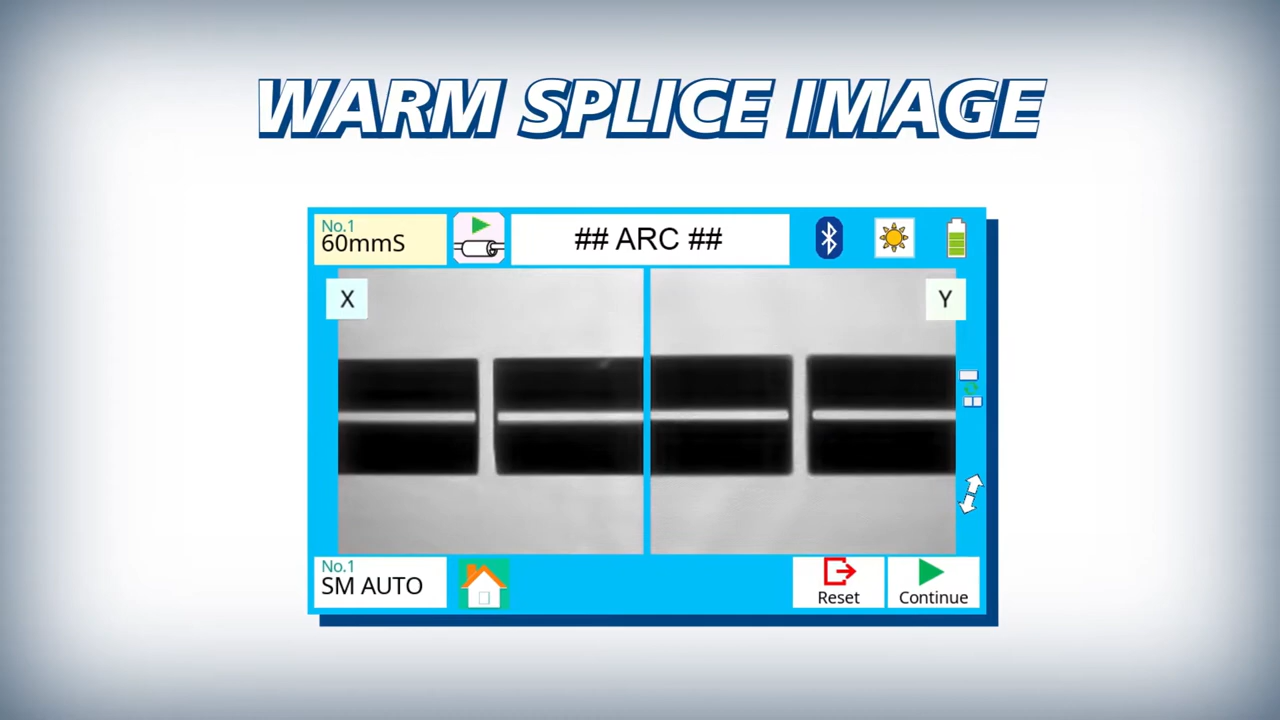 WARM SPLICE IMAGE
No.1
60mmS
## ARC ##
X
Y
No.1
SM AUTO
Reset
Continue